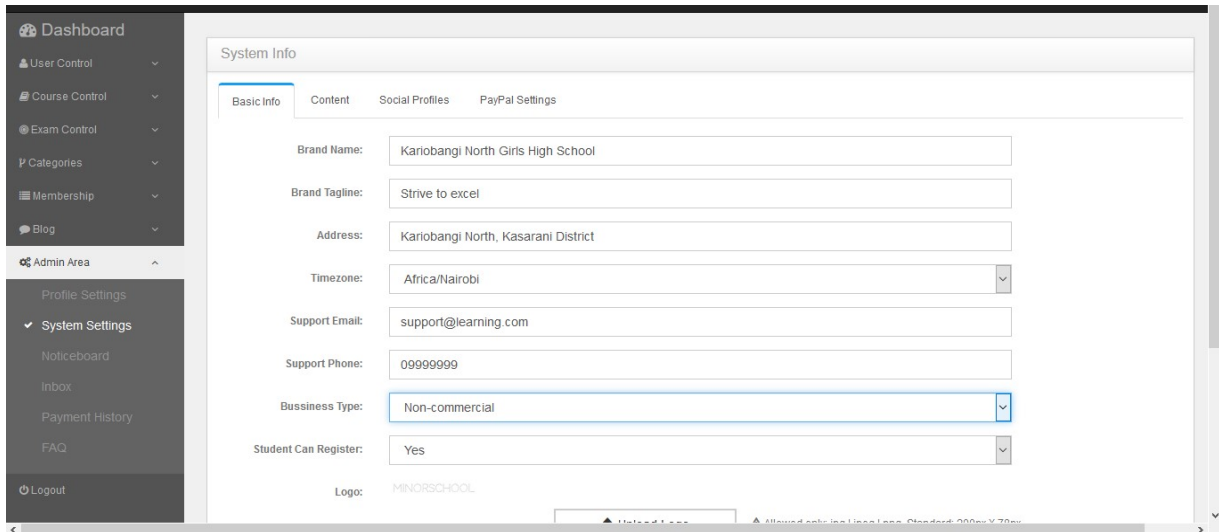 Dashboard
User Control
Course Control
Exam Control
Categories
Membership
Blog
Admin Area
Profile Settings
System Settings
Noticeboard
Inbox
Payment History
FAQ
Logout
System Info
Basic Info Content Social Profiles PayPal Settings
Brand Name: Kariobangi North Girls High School
Brand Tagline: Strive to excel
Address: Kariobangi North, Kasarani District
Timezone: Africa/Nairobi
Support Email: support@learning.com
Support Phone: 09999999
Bussiness Type: Non-commercial
Student Can Register: Yes
Logo: MINORSCHOOL
Upload Logo